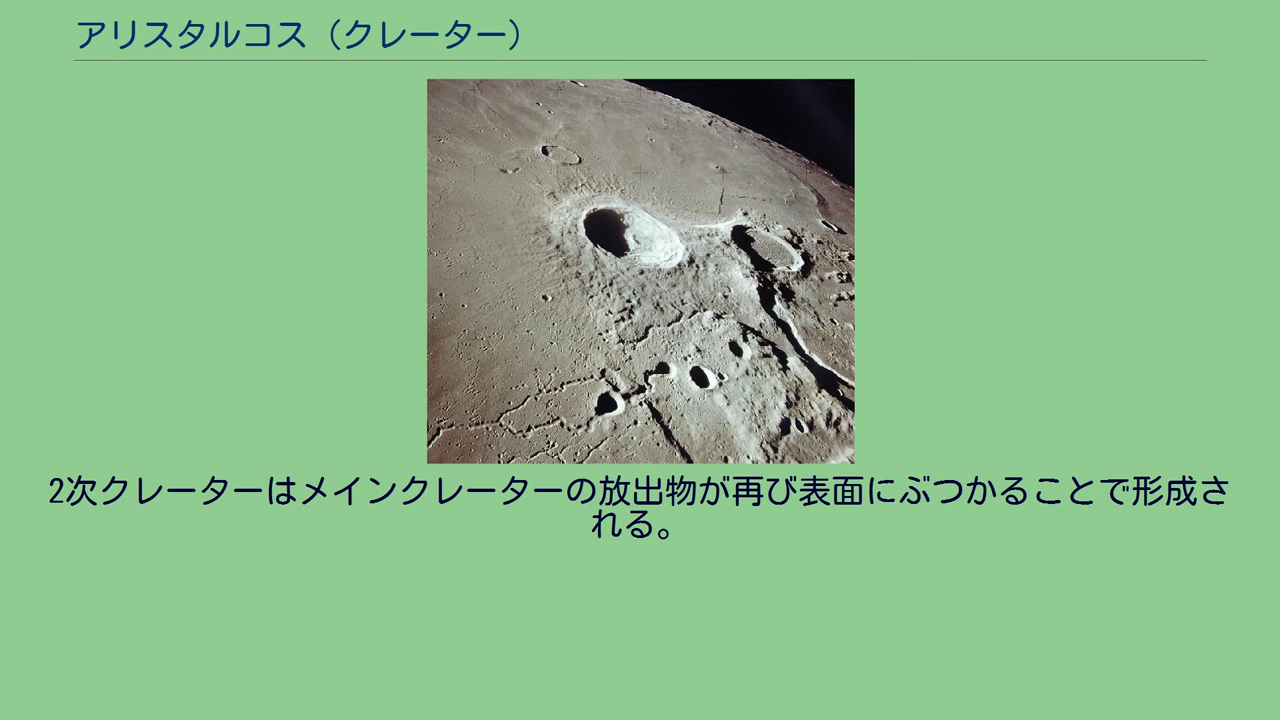 アリスタルコス（クレーター）
2次クレーターはメインクレーターの放出物が再び表面にぶつかることで形成さ
れる。